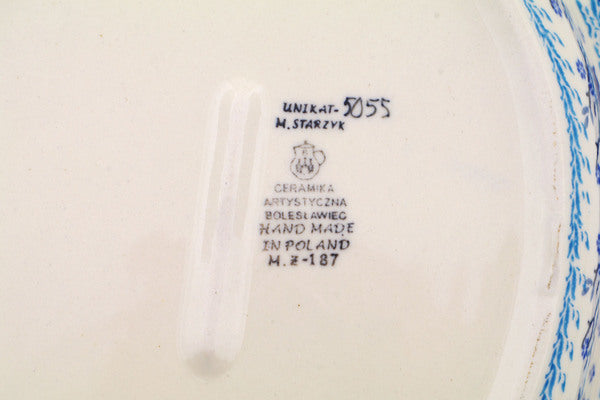 UNIKAT-5055
M. STARZYK
CERAMIKA
ARTYSTYCZNA
BOLESŁAWIEC
HAND MADE
IN POLAND
M.Z-187